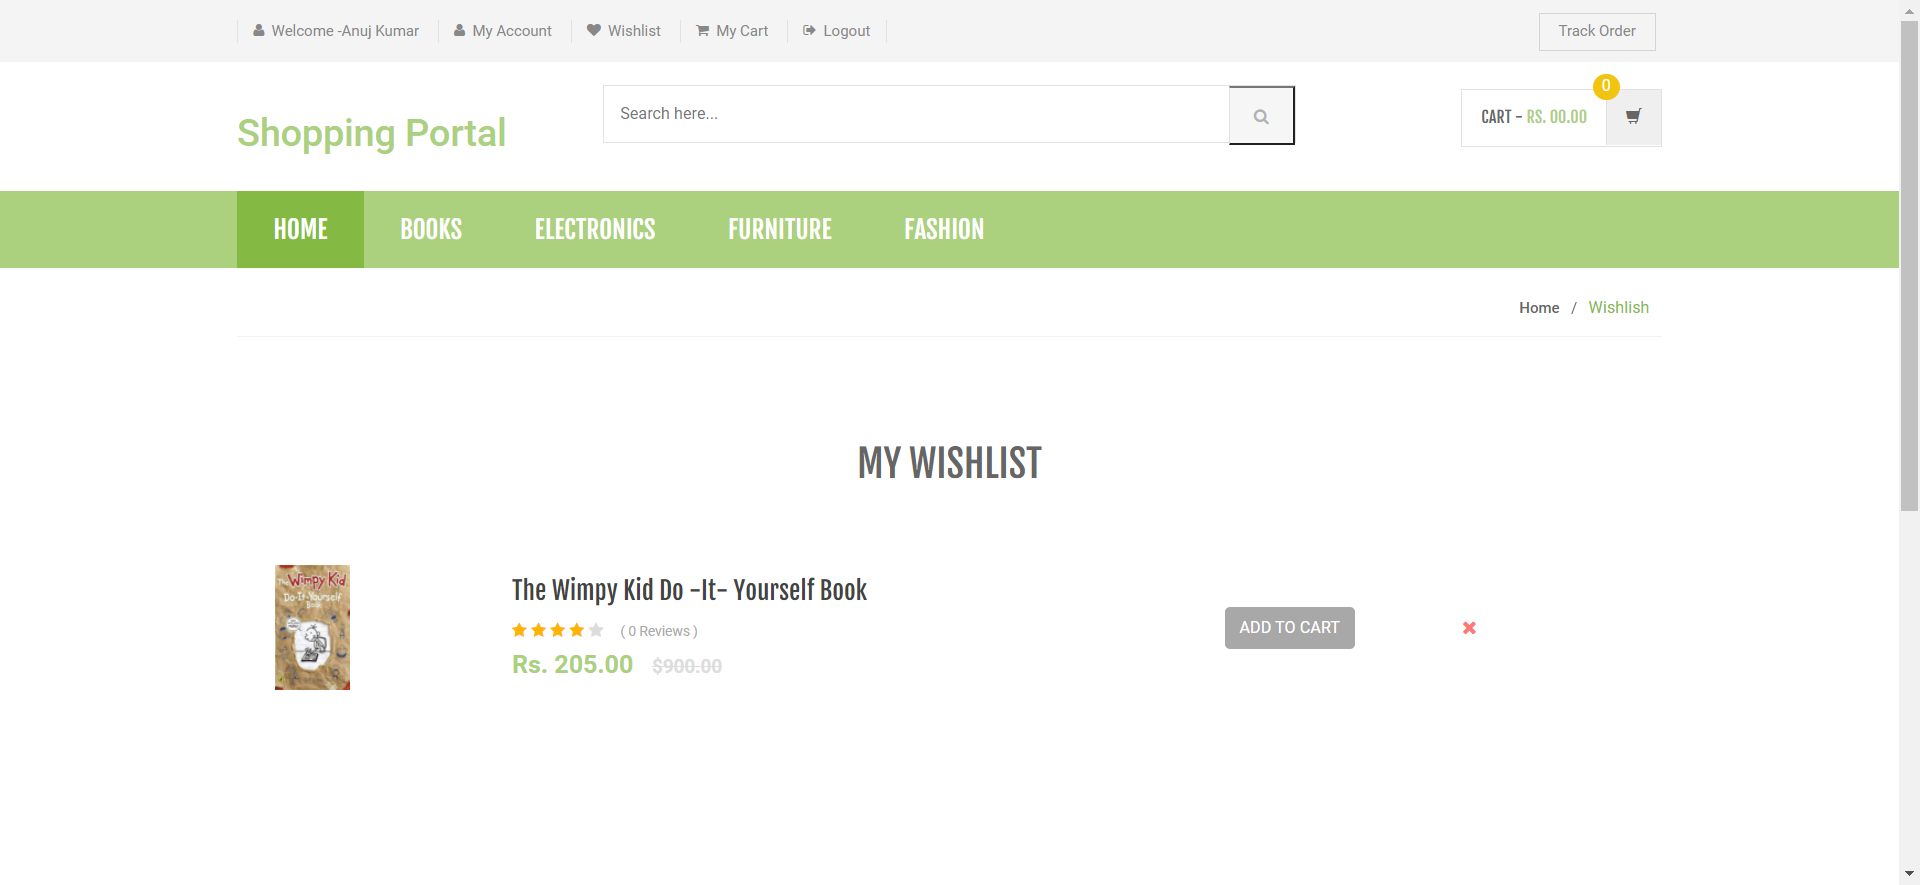 Welcome -Anuj Kumar
My Account
Wishlist
My Cart
Logout
Track Order
Shopping Portal
Search here...
CART - RS. 00.00
0
HOME
BOOKS
ELECTRONICS
FURNITURE
FASHION
Home / Wishlish
MY WISHLIST
The Wimpy Kid
Do-It-Yourself
Book
The Wimpy Kid Do -It- Yourself Book
( 0 Reviews )
Rs. 205.00 $900.00
ADD TO CART